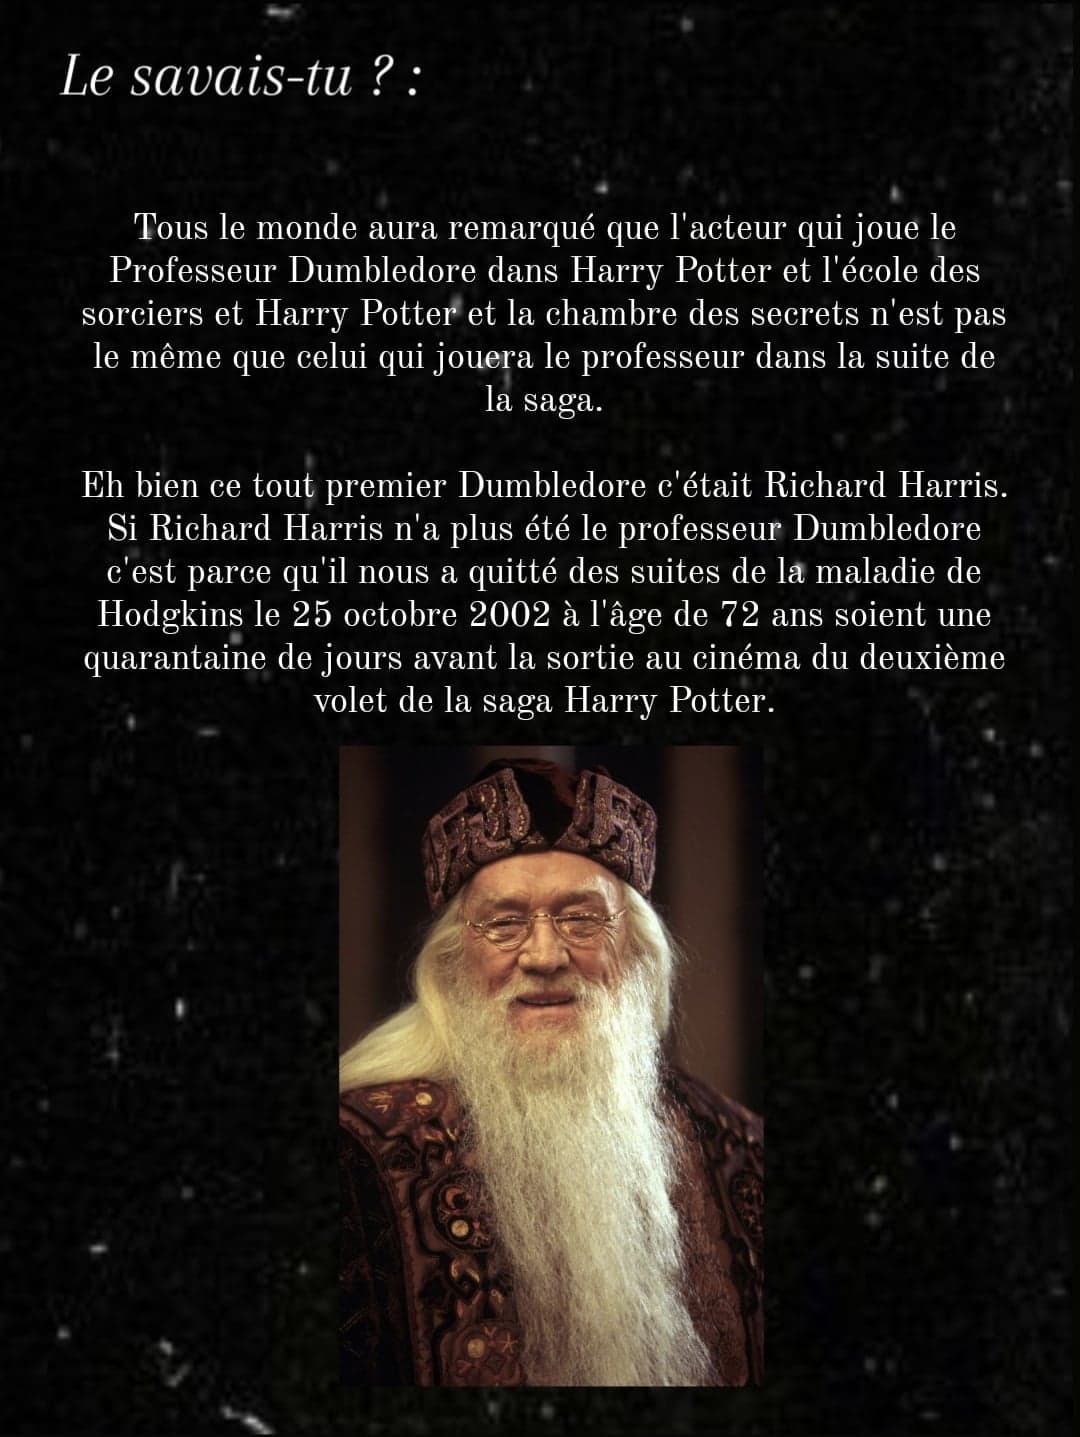 Le savais-tu ? :
Tous le monde aura remarqué que l'acteur qui joue le
Professeur Dumbledore dans Harry Potter et l'école des
sorciers et Harry Potter et la chambre des secrets n'est pas
le même que celui qui jouera le professeur dans la suite de
la saga.
Eh bien ce tout premier Dumbledore c'était Richard Harris.
Si Richard Harris n'a plus été le professeur Dumbledore
c'est parce qu'il nous a quitté des suites de la maladie de
Hodgkins le 25 octobre 2002 à l'âge de 72 ans soient une
quarantaine de jours avant la sortie au cinéma du deuxième
volet de la saga Harry Potter.